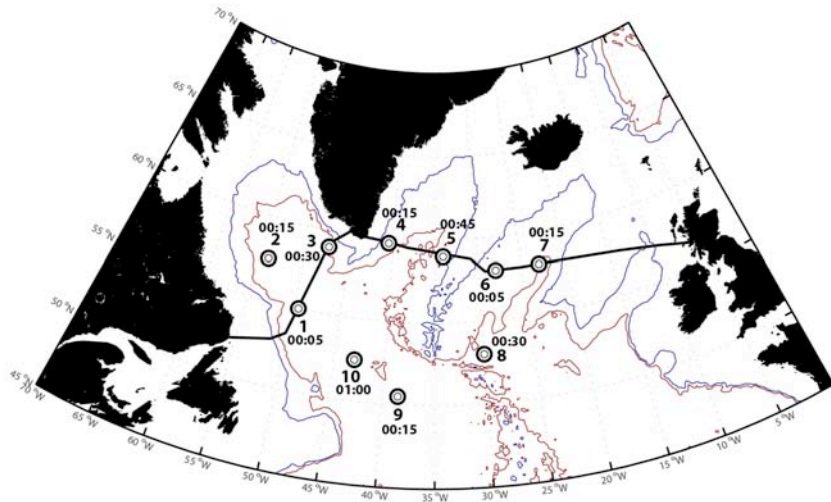 70 °N
65 °N
60 °N
55 °N
50 °N
45 °N
70 °W
60 °W
50 °W
45 °W
40 °W
35 °W
30 °W
25 °W
20 °W
15 °W
10 °W
5 °W
00:15
2
3
00:30
00:15
4
00:45
5
00:15
7
6
00:05
1
00:05
00:30
8
10
01:00
9
00:15